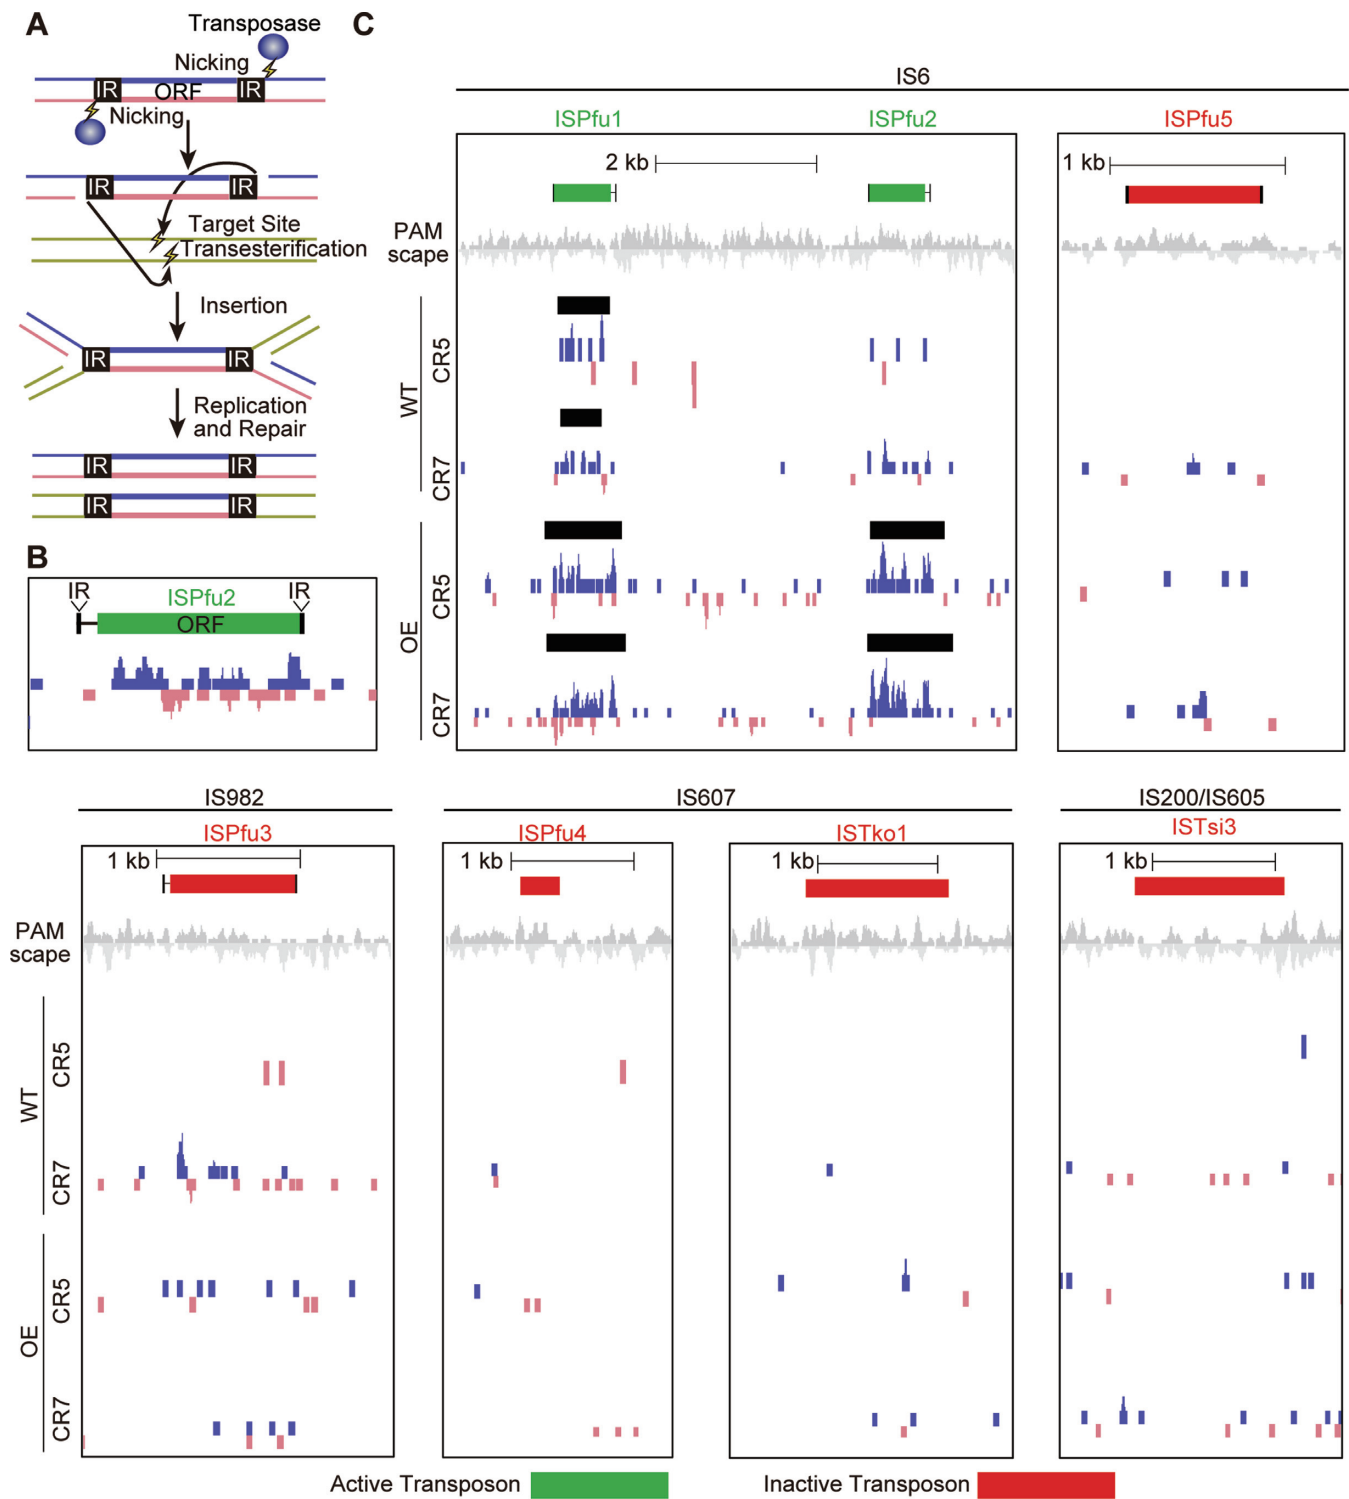 A
Transposase
Nicking
IR
ORF
IR
Nicking
IR
IR
Target Site
Transesterification
Insertion
IR
IR
Replication
and Repair
IR
IR
IR
IR
B
IR
ISPfu2
IR
ORF
C
IS6
ISPfu1
ISPfu2
ISPfu5
2 kb
1 kb
PAM
scape
WT
CR5
CR7
OE
CR5
CR7
IS982
IS607
IS200/IS605
ISPfu3
ISPfu4
ISTko1
ISTsi3
1 kb
1 kb
1 kb
1 kb
PAM
scape
WT
CR5
CR7
OE
CR5
CR7
Active Transposon
Inactive Transposon